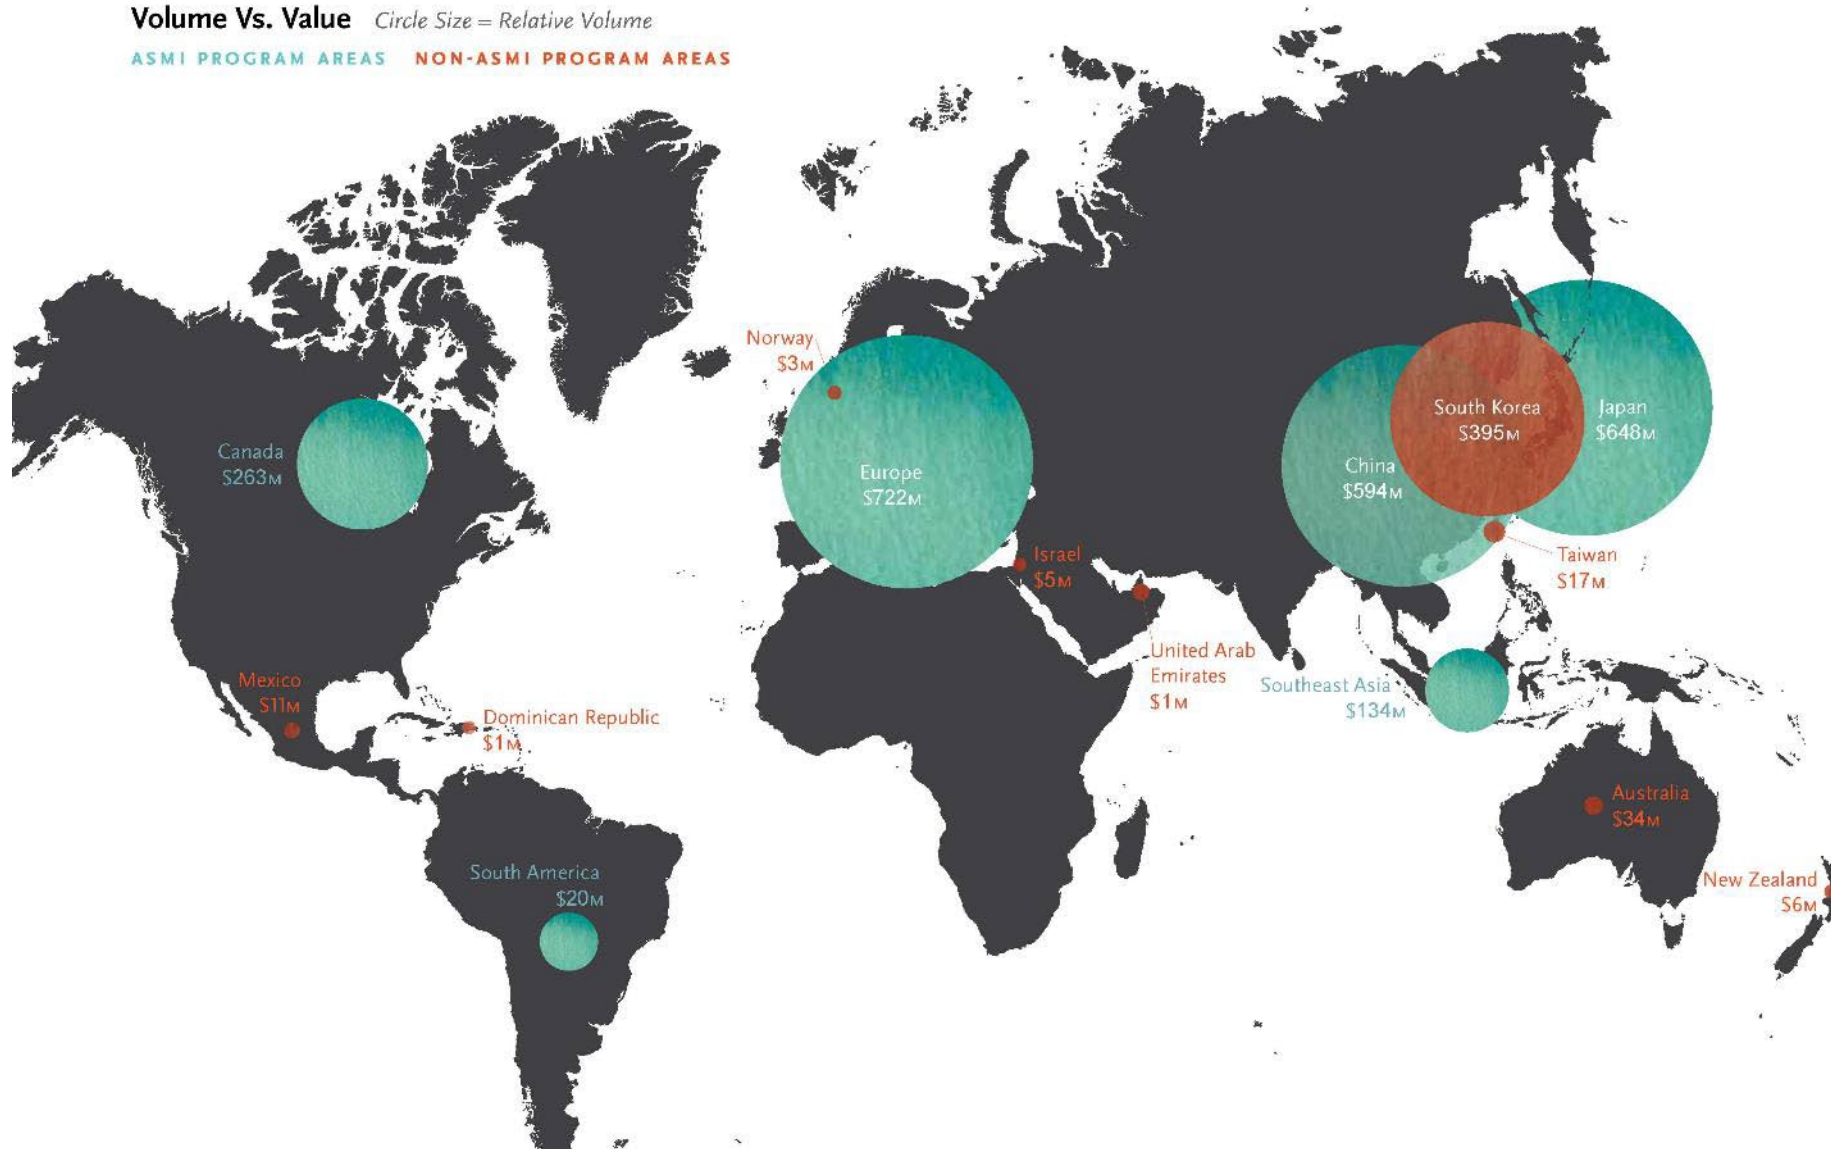 Volume Vs. Value Circle Size = Relative Volume
ASMI PROGRAM AREAS NON-ASMI PROGRAM AREAS
Norway
$3M
Canada
$263M
Europe
$722M
South Korea
$395M
Japan
$648M
China
$594M
Israel
$5M
Taiwan
$17M
United Arab
Emirates
$1M
Southeast Asia
$134M
Mexico
$11M
Dominican Republic
$1M
Australia
$34M
South America
$20M
New Zealand
$6M